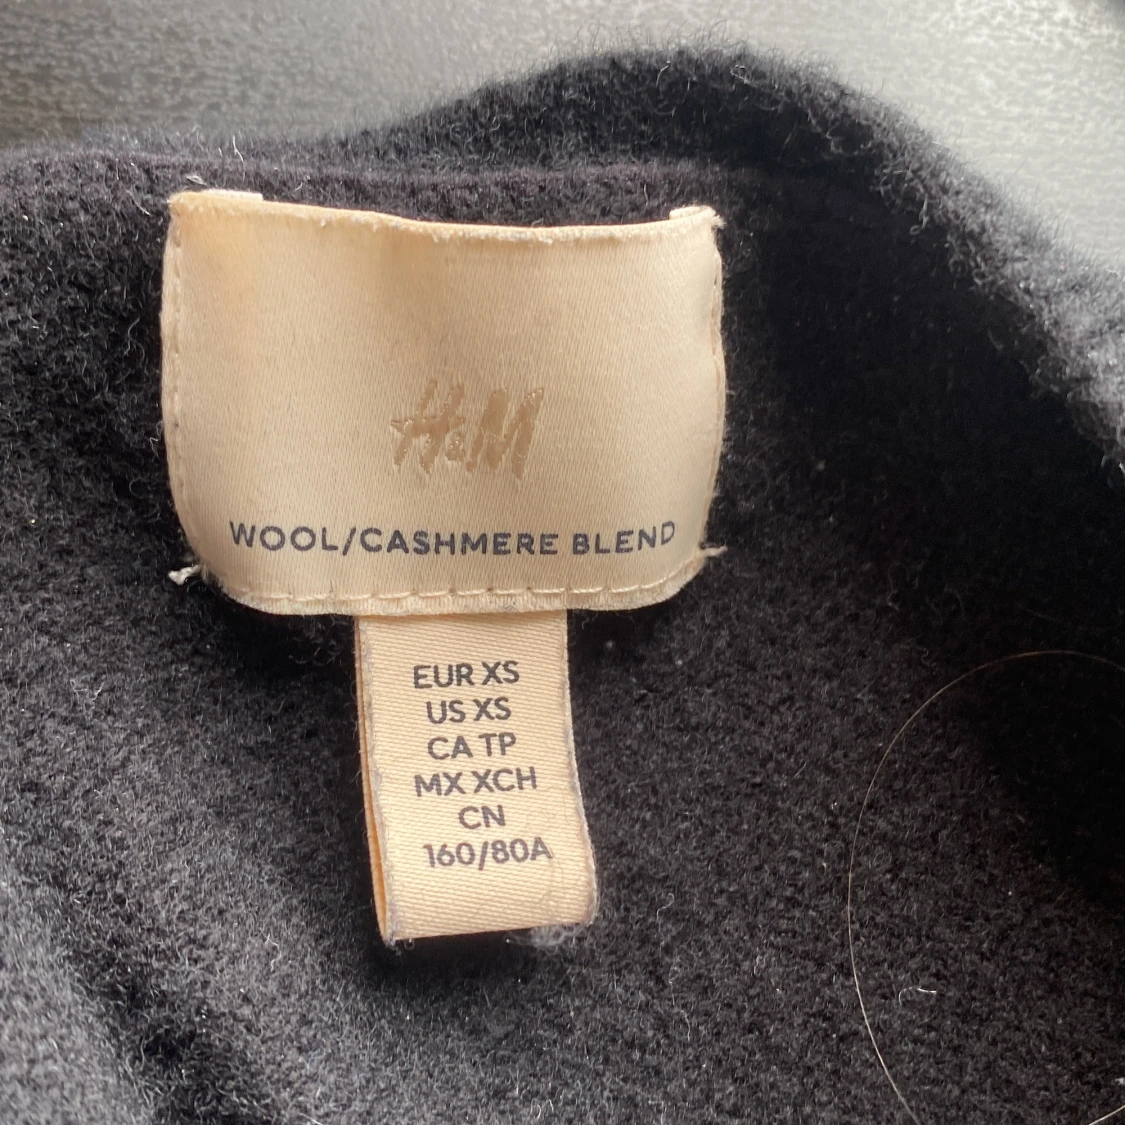 H&M
WOOL/CASHMERE BLEND
EUR XS
US XS
CA TP
MX XCH
CN
160/80A